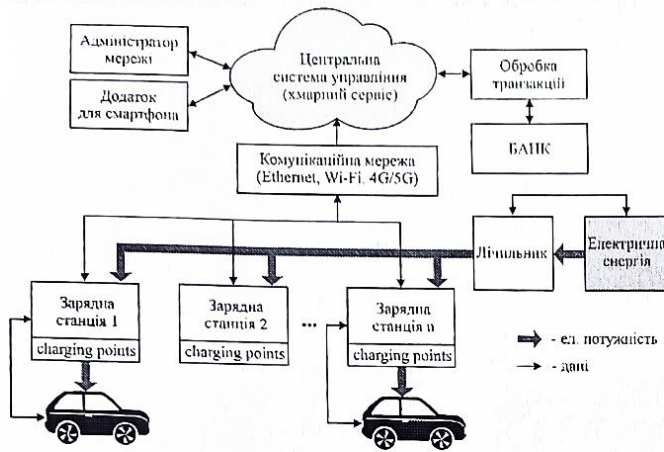 Адміністратор
мережі
Додаток
для смартфона
Центральна
система управління
(хмарний сервіс)
Обробка
транзакцій
БАНК
Комунікаційна мережа
(Ethernet, Wi-Fi, 4G/5G)
Лічильник
Електрична
енергія
Зарядна
станція 1
charging points
Зарядна
станція 2
charging points
...
Зарядна
станція n
charging points
- ел. потужність
- дані